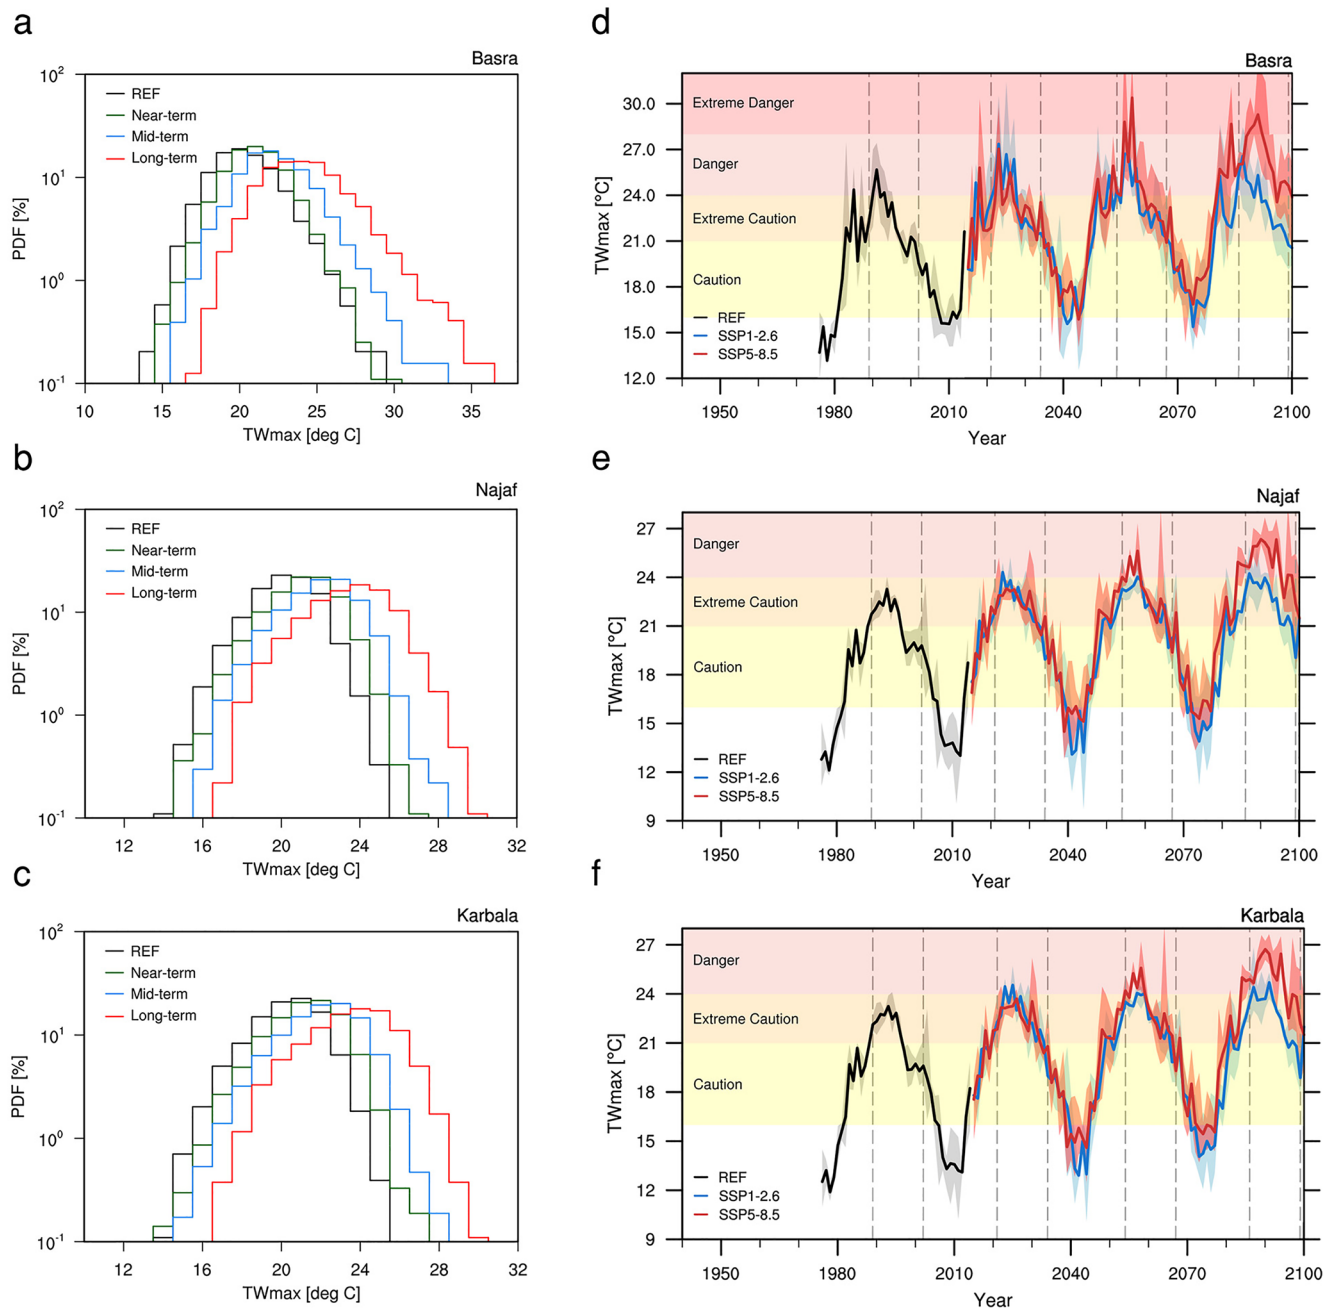 a
Basra
10²
10¹
10⁰
10⁻¹
PDF [%]
REF
Near-term
Mid-term
Long-term
10 15 20 25 30 35
TWmax [deg C]
d
Basra
30.0
27.0
24.0
21.0
18.0
15.0
12.0
TWmax [°C]
Extreme Danger
Danger
Extreme Caution
Caution
REF
SSP1-2.6
SSP5-8.5
1950 1980 2010 2040 2070 2100
Year
b
Najaf
10²
10¹
10⁰
10⁻¹
PDF [%]
REF
Near-term
Mid-term
Long-term
12 16 20 24 28 32
TWmax [deg C]
e
Najaf
27
24
21
18
15
12
9
TWmax [°C]
Danger
Extreme Caution
Caution
REF
SSP1-2.6
SSP5-8.5
1950 1980 2010 2040 2070 2100
Year
c
Karbala
10²
10¹
10⁰
10⁻¹
PDF [%]
REF
Near-term
Mid-term
Long-term
12 16 20 24 28 32
TWmax [deg C]
f
Karbala
27
24
21
18
15
12
9
TWmax [°C]
Danger
Extreme Caution
Caution
REF
SSP1-2.6
SSP5-8.5
1950 1980 2010 2040 2070 2100
Year